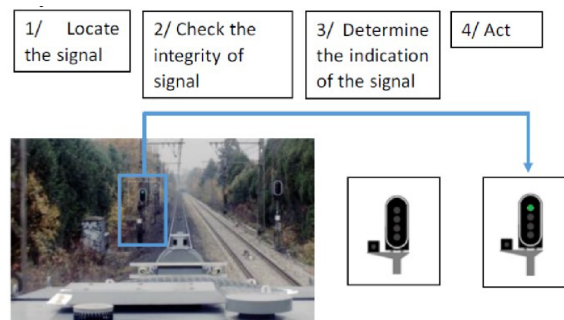 1/ Locate
the signal
2/ Check the
integrity of
signal
3/ Determine
the indication
of the signal
4/ Act